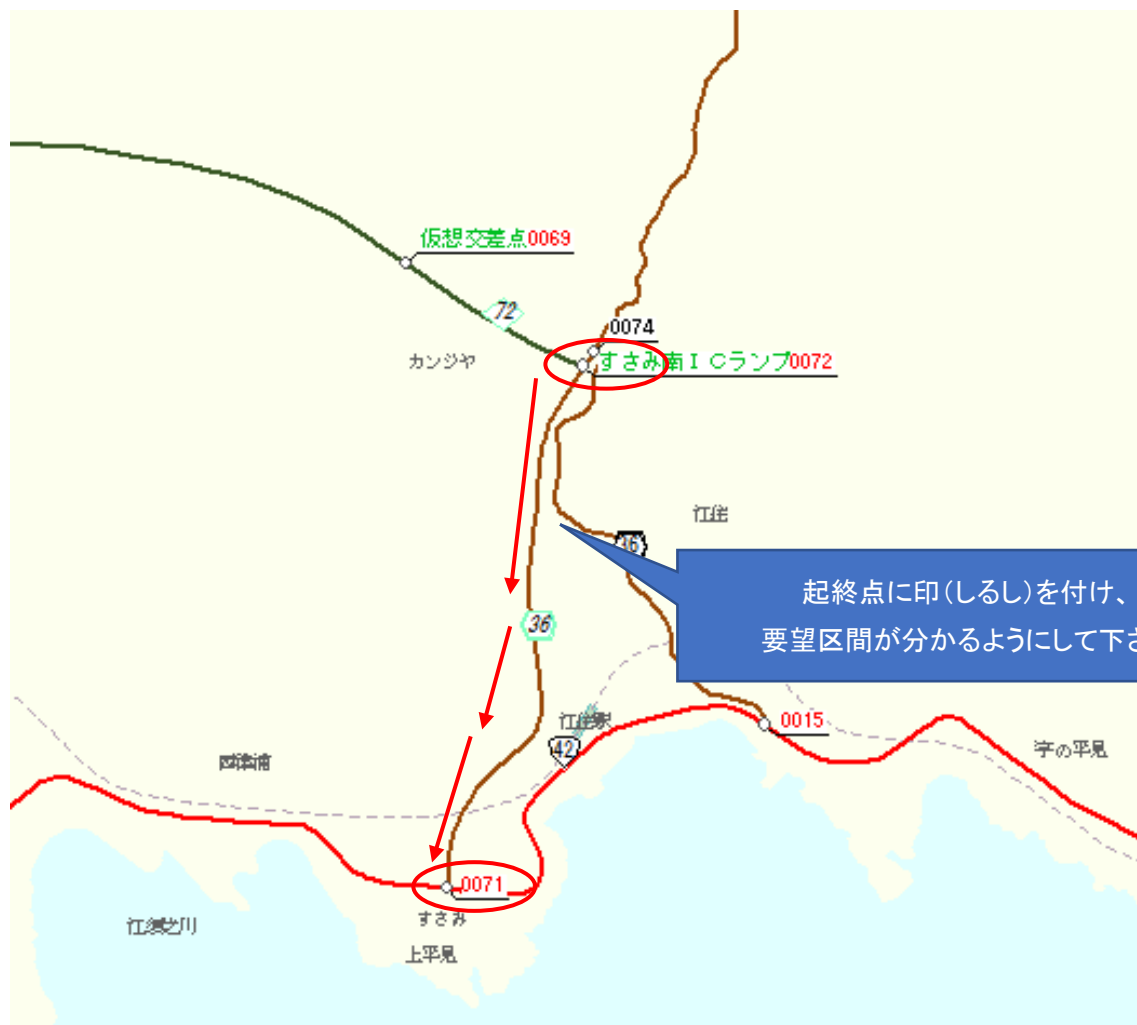 仮想交差点0069
72
0074
カンジヤ
すさみ南ＩＣランプ0072
江住
36
起終点に印（しるし）を付け、
要望区間が分かるようにして下さ
36
江住駅
0015
42
字の平見
0071
すさみ
江須之川
上平見